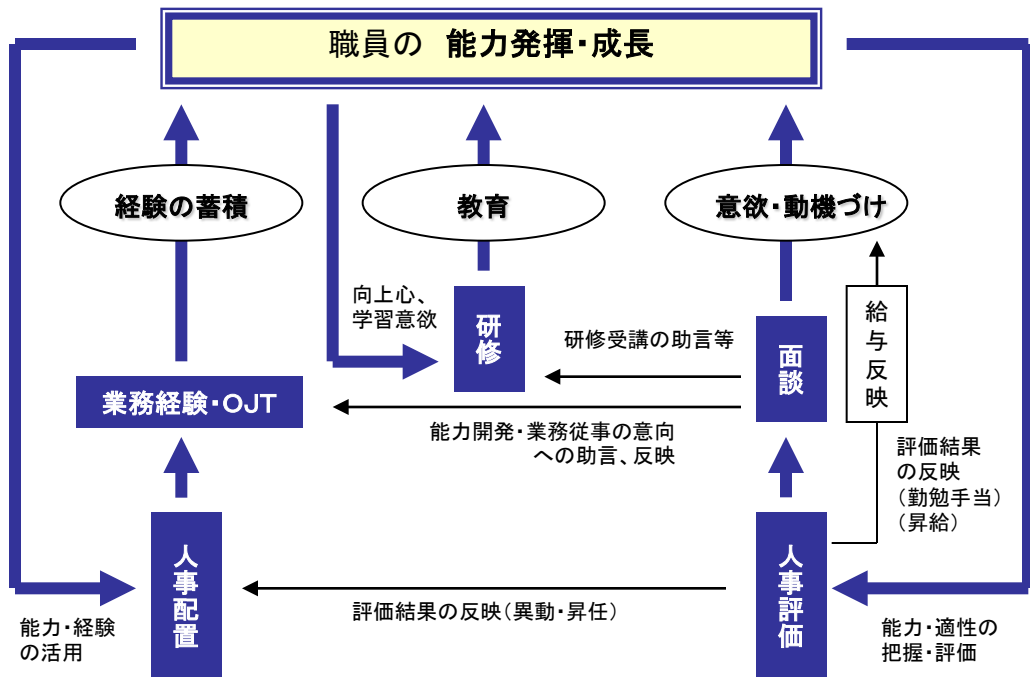 職員の 能力発揮・成長
経験の蓄積
教育
意欲・動機づけ
向上心、
学習意欲
研修
研修受講の助言等
面談
給与反映
業務経験・OJT
能力開発・業務従事の意向
への助言、反映
評価結果
の反映
（勤勉手当）
（昇給）
人事配置
人事評価
評価結果の反映（異動・昇任）
能力・経験
の活用
能力・適性の
把握・評価